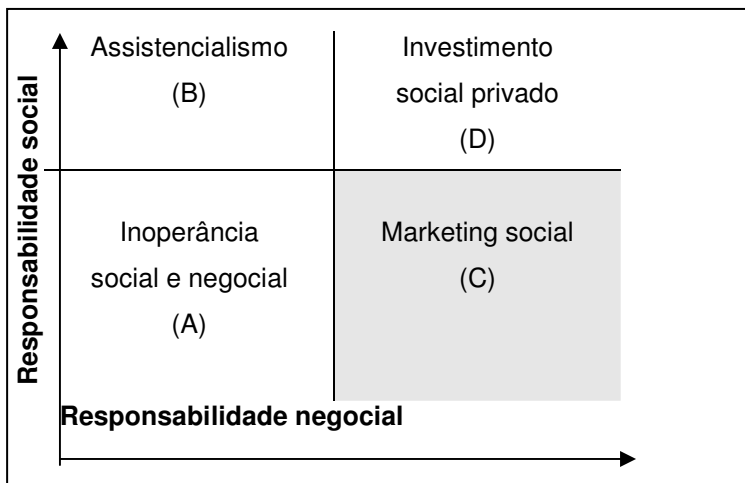 Responsabilidade social
Assistencialismo
(B)
Investimento
social privado
(D)
Inoperância
social e negocial
(A)
Marketing social
(C)
Responsabilidade negocial